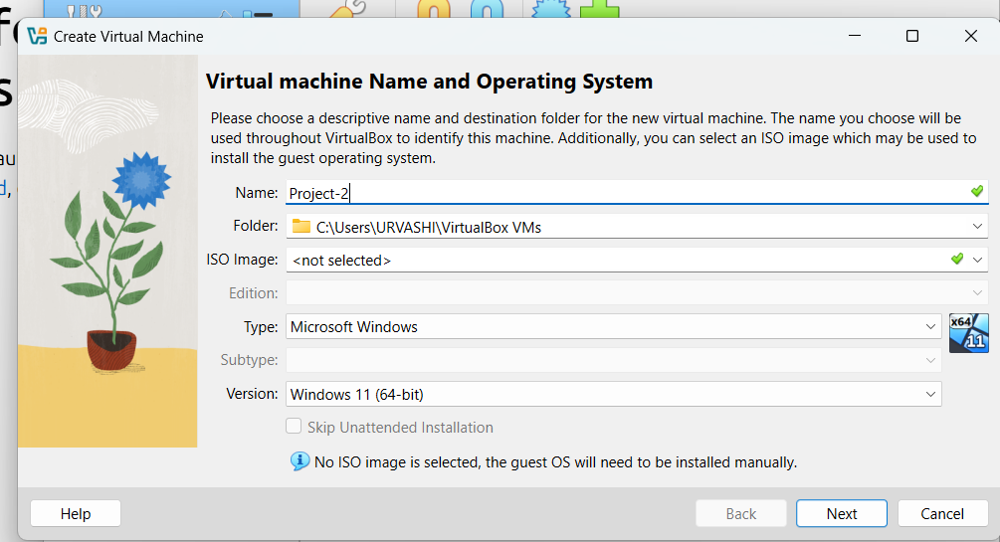 Create Virtual Machine
Virtual machine Name and Operating System
Please choose a descriptive name and destination folder for the new virtual machine. The name you choose will be
used throughout VirtualBox to identify this machine. Additionally, you can select an ISO image which may be used to
install the guest operating system.
Name: Project-2
Folder: C:\Users\URVASHI\VirtualBox VMs
ISO Image: <not selected>
Edition:
Type: Microsoft Windows
x64
11
Subtype:
Version: Windows 11 (64-bit)
Skip Unattended Installation
No ISO image is selected, the guest OS will need to be installed manually.
Help Back Next Cancel